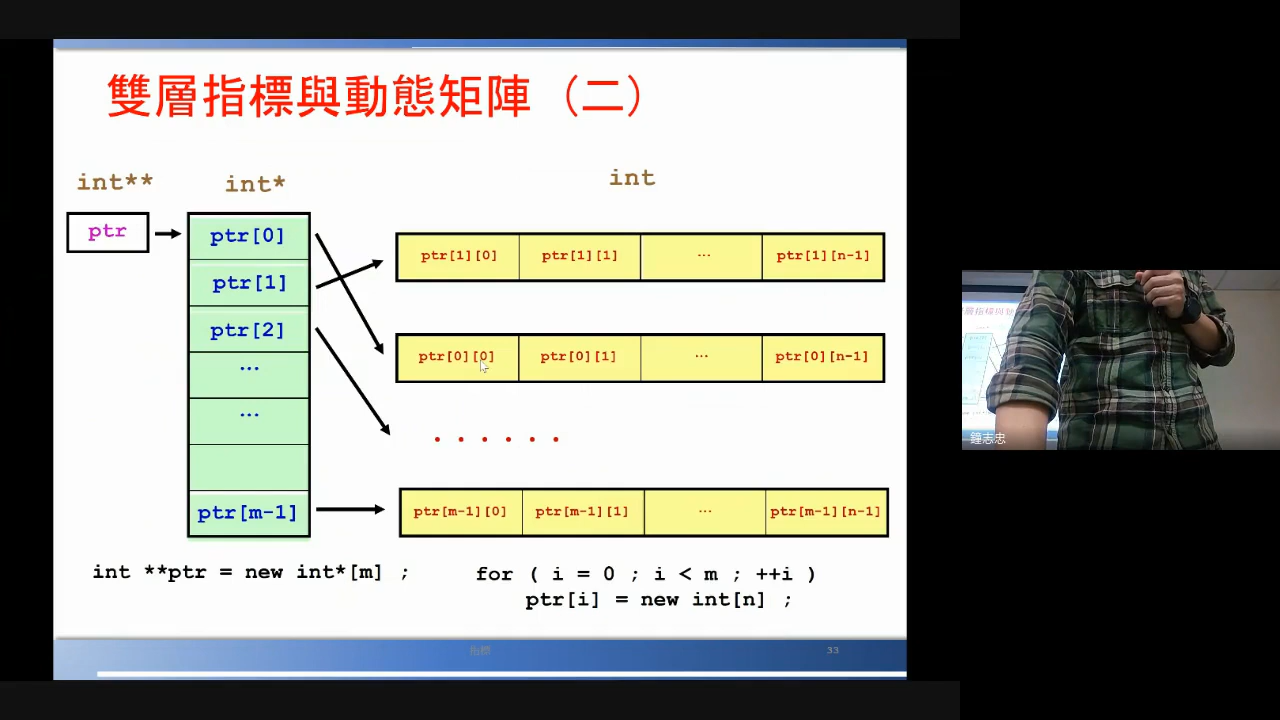 雙層指標與動態矩陣（二）
int**
int*
int
ptr
ptr[0]
ptr[1]
ptr[2]
...
...
ptr[m-1]
ptr[1][0] ptr[1][1] ... ptr[1][n-1]
ptr[0][0] ptr[0][1] ... ptr[0][n-1]
. . . . . .
ptr[m-1][0] ptr[m-1][1] ... ptr[m-1][n-1]
int **ptr = new int*[m] ;
for ( i = 0 ; i < m ; ++i )
ptr[i] = new int[n] ;
指標
33
鐘志忠